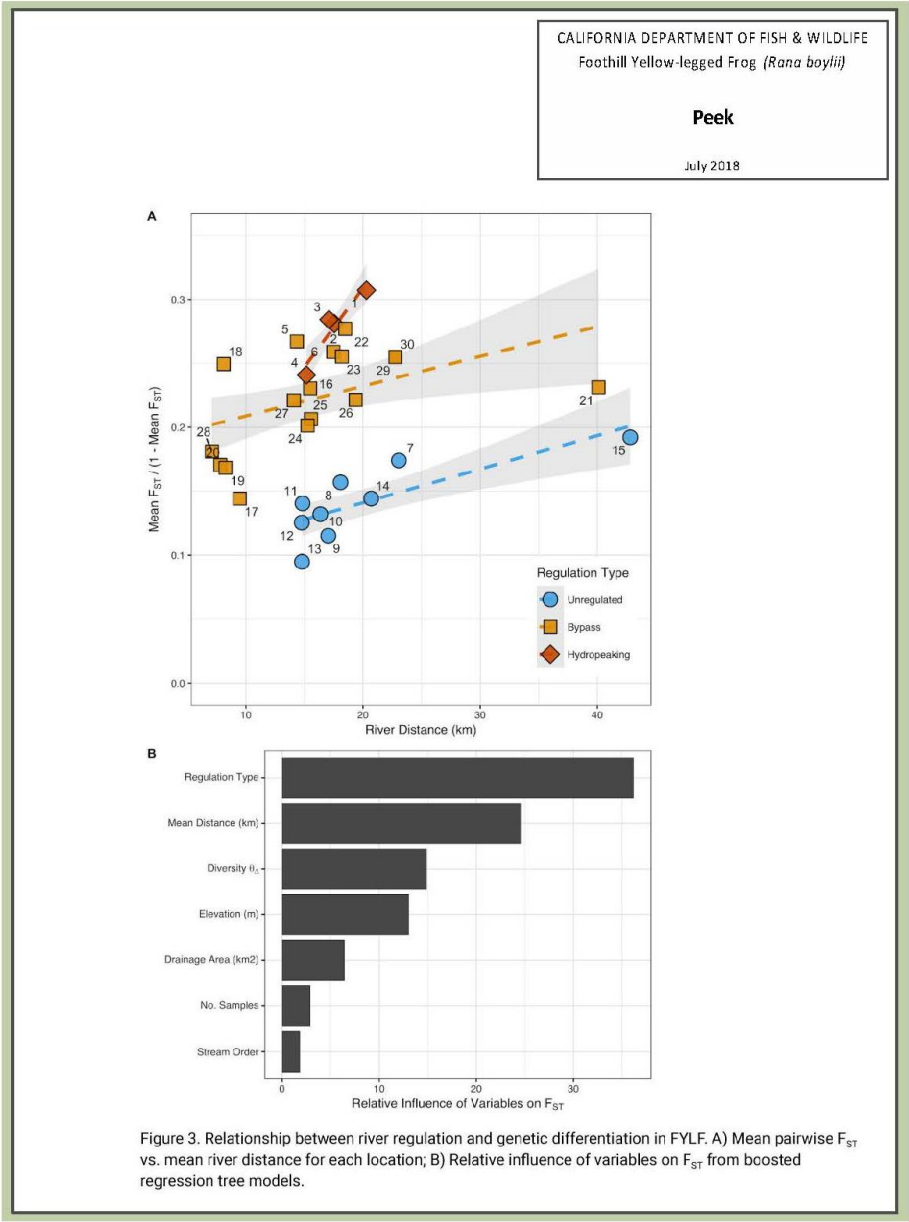 CALIFORNIA DEPARTMENT OF FISH & WILDLIFE
Foothill Yellow-legged Frog (Rana boylii)
Peek
July 2018
A
Mean FST / (1 - Mean FST)
0.3
0.2
0.1
0.0
1
3
2
5
22
6
4
23
30
29
18
16
27
25
26
24
21
28
20
19
17
7
15
11
8
14
10
12
13
9
Regulation Type
Unregulated
Bypass
Hydropeaking
10
20
30
40
River Distance (km)
B
Regulation Type
Mean Distance (km)
Diversity θ
Elevation (m)
Drainage Area (km2)
No. Samples
Stream Order
0
10
20
30
Relative Influence of Variables on FST
Figure 3. Relationship between river regulation and genetic differentiation in FYLF. A) Mean pairwise FST
vs. mean river distance for each location; B) Relative influence of variables on FST from boosted
regression tree models.